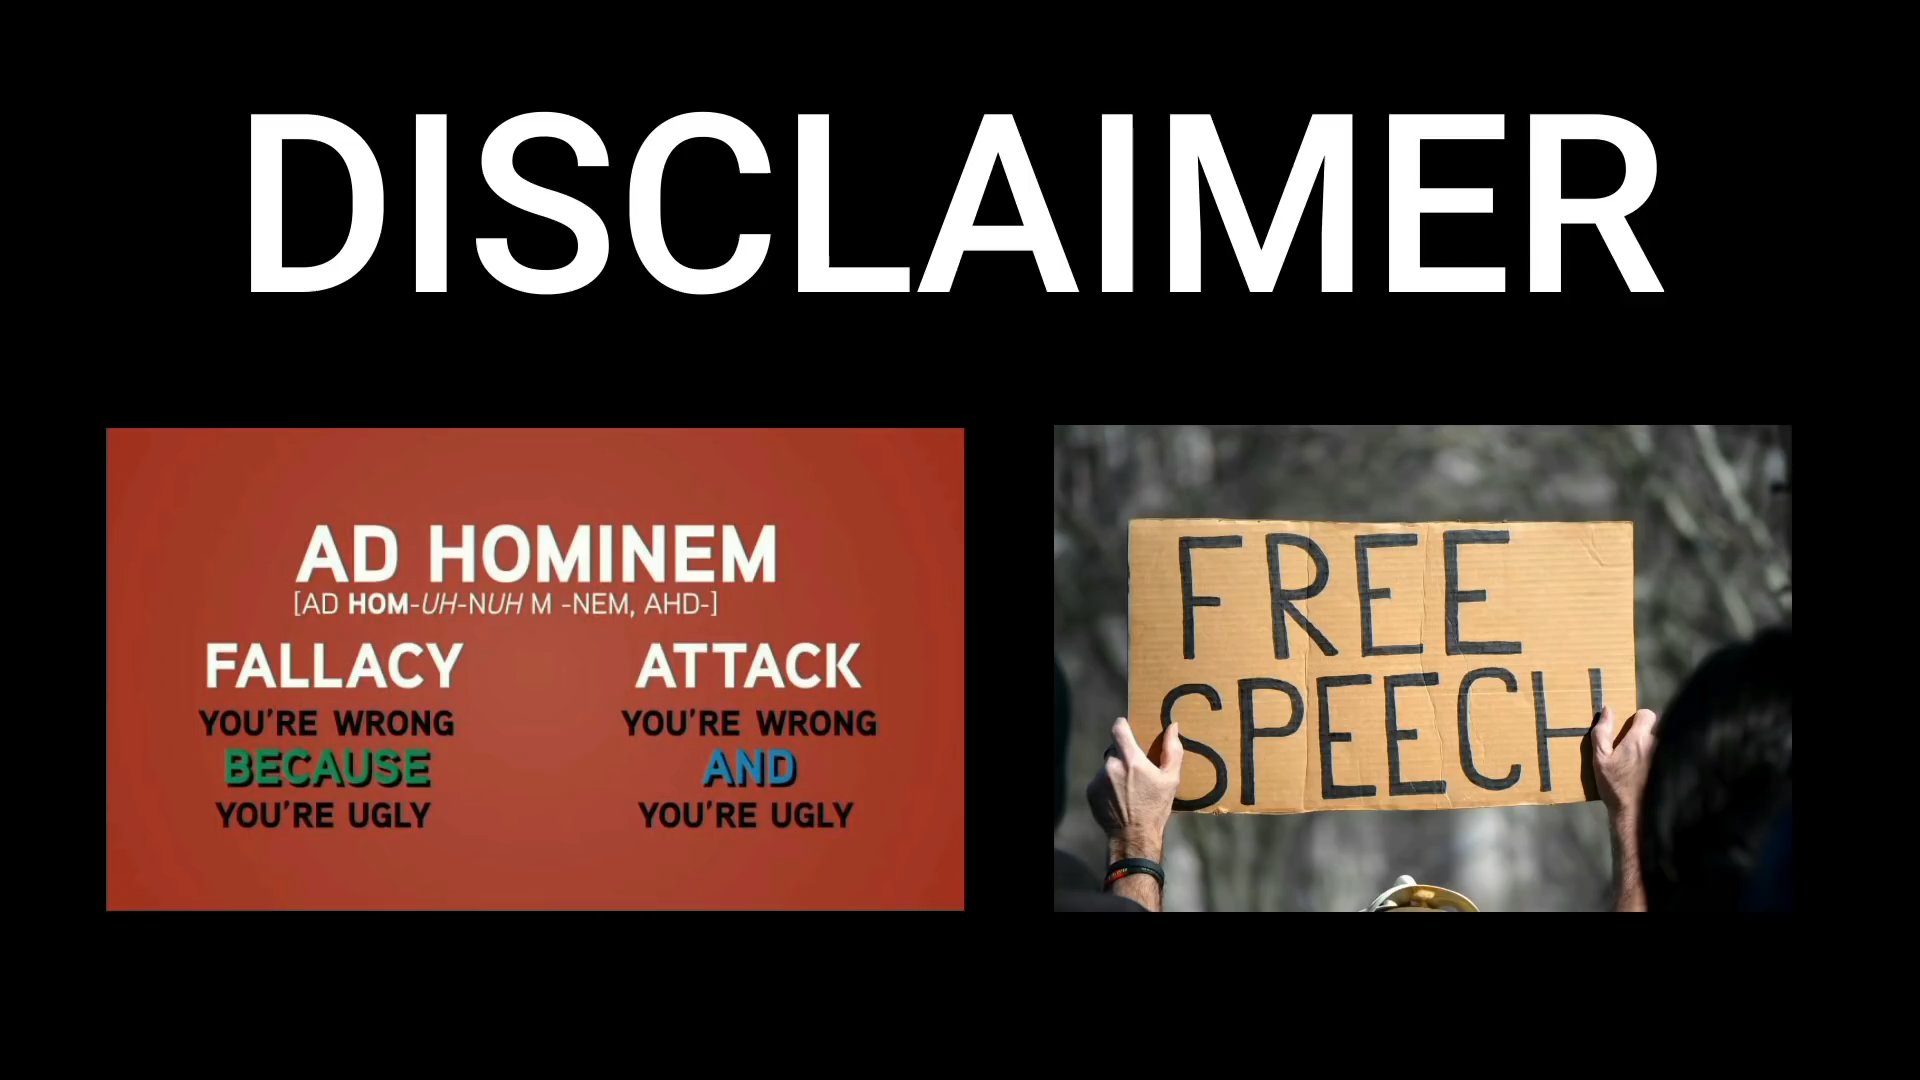 DISCLAIMER
AD HOMINEM
[AD HOM-UH-NUH M -NEM, AHD-]
FALLACY
YOU'RE WRONG
BECAUSE
YOU'RE UGLY
ATTACK
YOU'RE WRONG
AND
YOU'RE UGLY
FREE
SPEECH